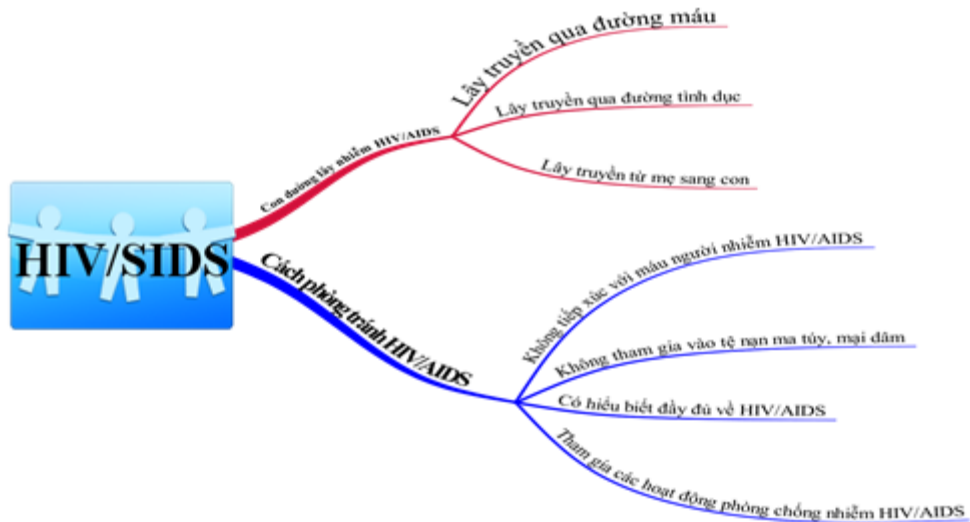 HIV/SIDS
Con đường lây nhiễm HIV/AIDS
Lây truyền qua đường máu
Lây truyền qua đường tình dục
Lây truyền từ mẹ sang con
Cách phòng tránh HIV/AIDS
Không tiếp xúc với máu người nhiễm HIV/AIDS
Không tham gia vào tệ nạn ma túy, mại dâm
Có hiểu biết đầy đủ về HIV/AIDS
Tham gia các hoạt động phòng chống nhiễm HIV/AIDS